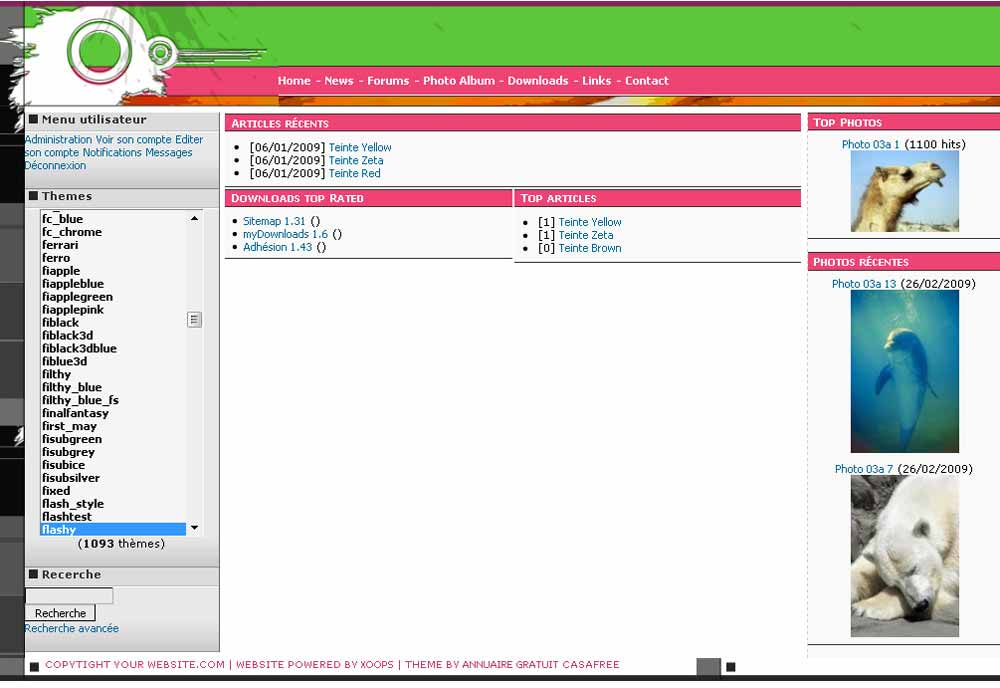 Home - News - Forums - Photo Album - Downloads - Links - Contact
Menu utilisateur
Administration Voir son compte Editer
son compte Notifications Messages
Déconnexion
Themes
fc_blue
fc_chrome
ferrari
ferro
fiapple
fiappleblue
fiapplegreen
fiapplepink
fiblack
fiblack3d
fiblack3dblue
fiblue3d
filthy
filthy_blue
filthy_blue_fs
finalfantasy
first_may
fisubgreen
fisubgrey
fisubice
fisubsilver
fixed
flash_style
flashtest
flashy
(1093 thèmes)
Recerche
Recherche
Recherche avancée
Articles récents
[06/01/2009] Teinte Yellow
[06/01/2009] Teinte Zeta
[06/01/2009] Teinte Red
Downloads top Rated
Sitemap 1.31 ()
myDownloads 1.6 ()
Adhésion 1.43 ()
Top articles
[1] Teinte Yellow
[1] Teinte Zeta
[0] Teinte Brown
Top Photos
Photo 03a 1 (1100 hits)
Photos récentes
Photo 03a 13 (26/02/2009)
Photo 03a 7 (26/02/2009)
COPYTIGHT YOUR WEBSITE.COM | WEBSITE POWERED BY XOOPS | THEME BY ANNUAIRE GRATUIT CASAFREE